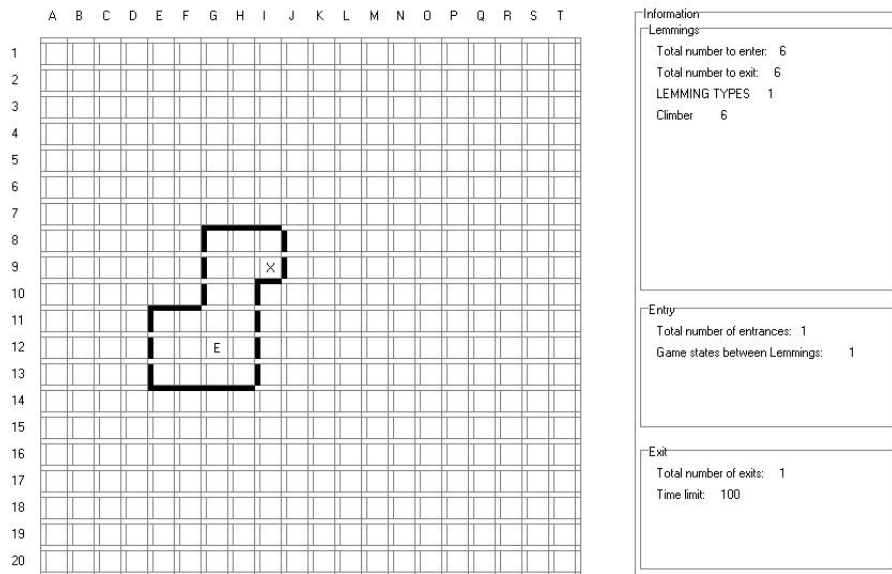 A B C D E F G H I J K L M N O P Q R S T
1
2
3
4
5
6
7
8
9 X
10
11
12 E
13
14
15
16
17
18
19
20
Information
Lemmings
Total number to enter: 6
Total number to exit: 6
LEMMING TYPES 1
Climber 6
Entry
Total number of entrances: 1
Game states between Lemmings: 1
Exit
Total number of exits: 1
Time limit: 100